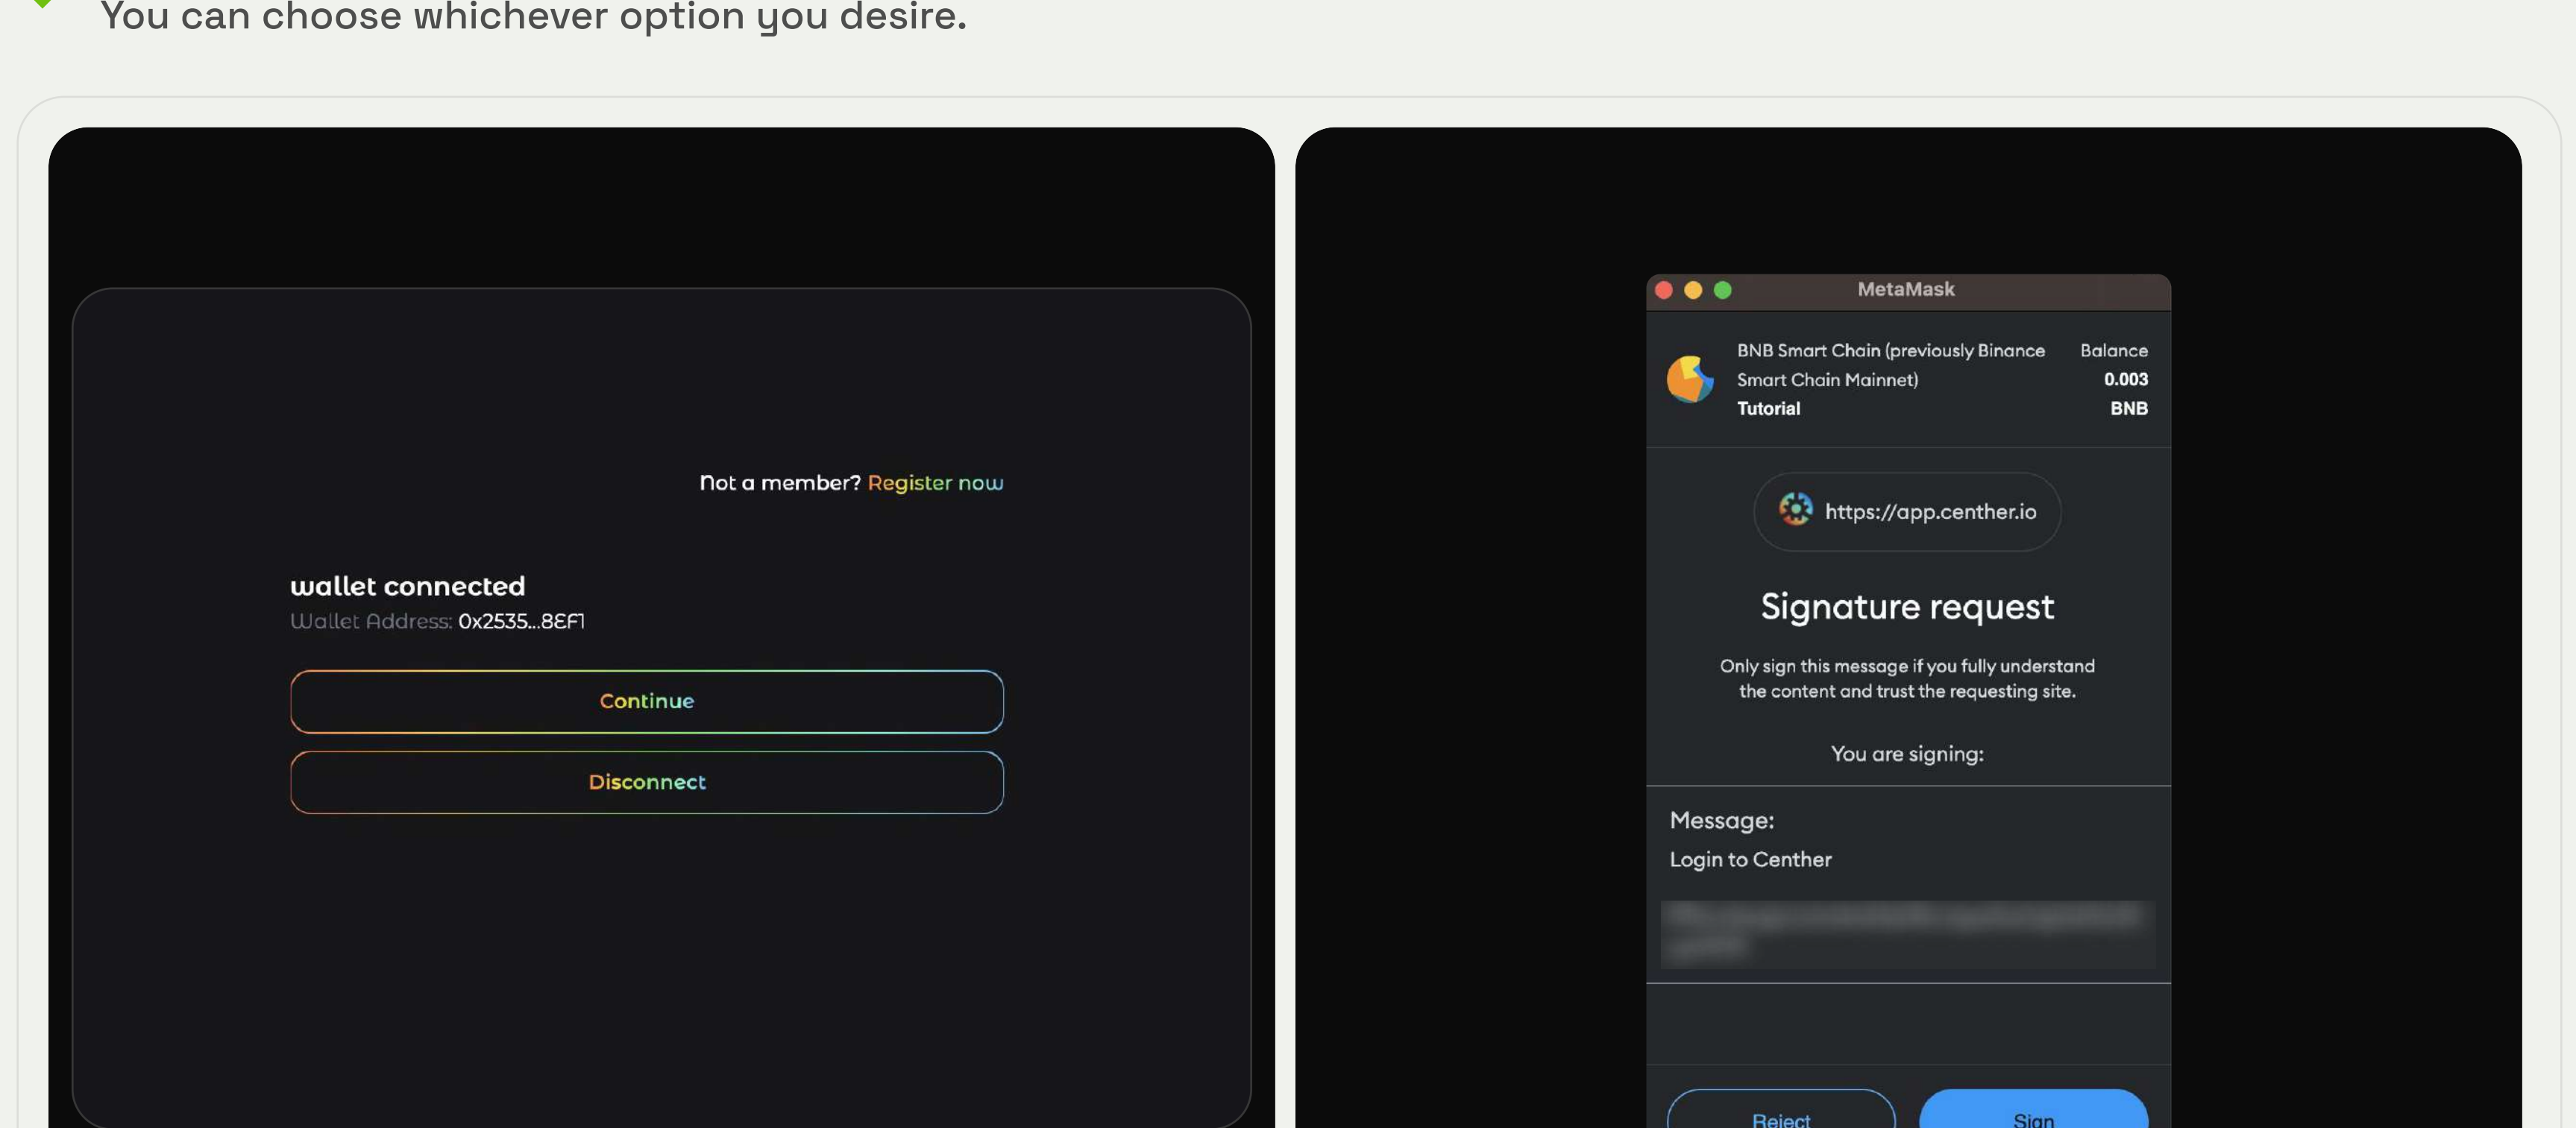 You can choose whichever option you desire.
Not a member? Register now
wallet connected
Wallet Address: 0x2535...8EF1
Continue
Disconnect
MetaMask
BNB Smart Chain (previously Binance
Smart Chain Mainnet)
Tutorial
Balance
0.003
BNB
https://app.centher.io
Signature request
Only sign this message if you fully understand
the content and trust the requesting site.
You are signing:
Message:
Login to Centher
Reject
Sign